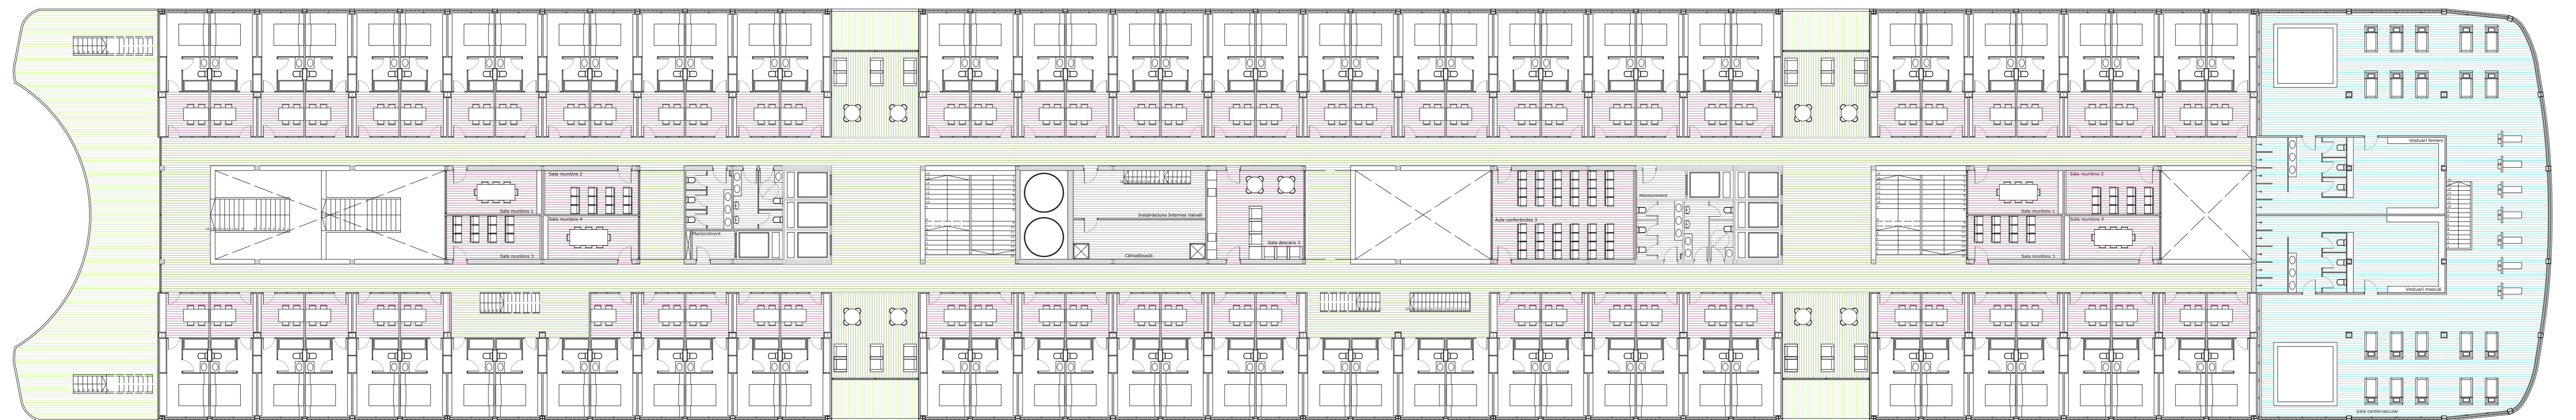 Sala reunions 1
Sala reunions 2
Sala reunions 3
Sala reunions 4
Manteniment
Instal·lacions Internes Vaixell
Climatització
Sala descans 3
Aula conferències 3
Manteniment
Sala reunions 1
Sala reunions 2
Sala reunions 3
Sala reunions 4
Vestuari femení
Vestuari masculí
Sala cardiovascular